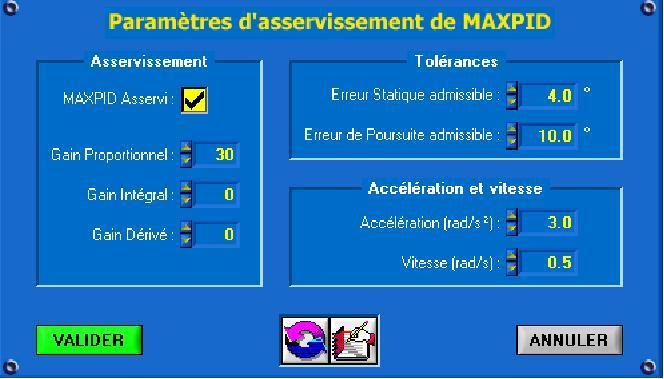 Paramètres d'asservissement de MAXPID
Asservissement
MAXPID Asservi :
Gain Proportionnel : 30
Gain Intégral : 0
Gain Dérivé : 0
Tolérances
Erreur Statique admissible : 4.0 °
Erreur de Poursuite admissible : 10.0 °
Accélération et vitesse
Accélération (rad/s²) : 3.0
Vitesse (rad/s) : 0.5
VALIDER
ANNULER